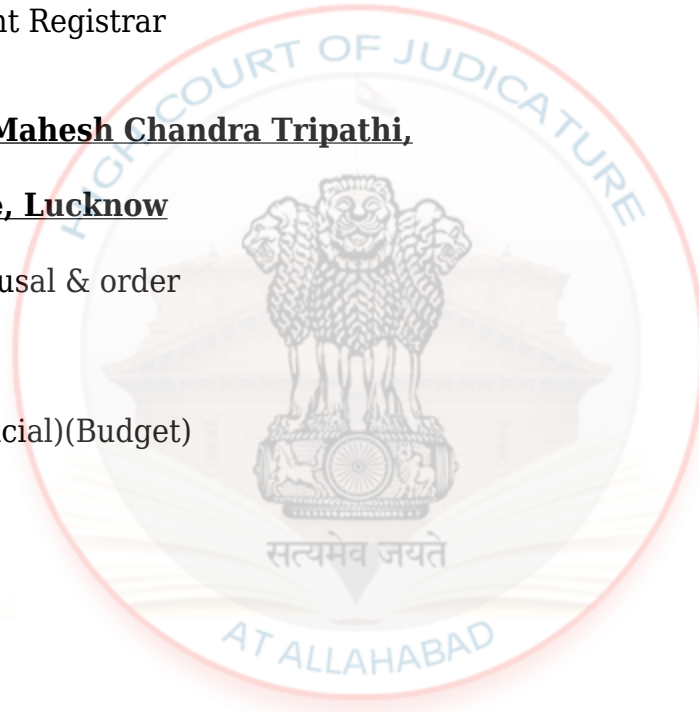 nt Registrar
HIGH COURT OF JUDICATURE
Mahesh Chandra Tripathi,
e, Lucknow
usal & order
cial)(Budget)
सत्यमेव जयते
AT ALLAHABAD